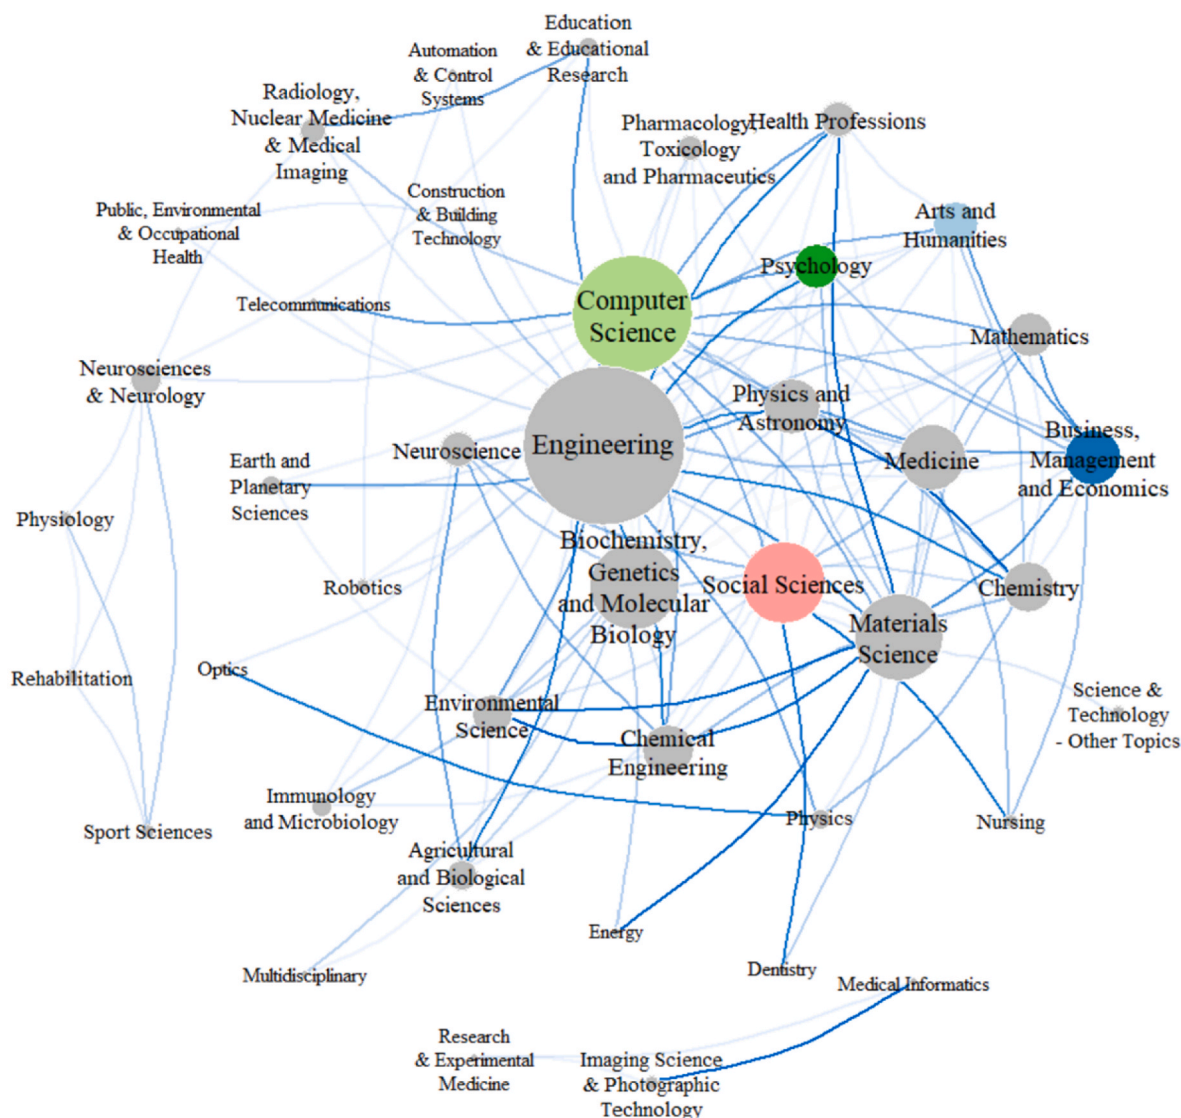 Education
& Educational
Research
Automation
& Control
Systems
Radiology,
Nuclear Medicine
& Medical
Imaging
Pharmacology,
Toxicology
and Pharmaceutics
Health Professions
Public, Environmental
& Occupational
Health
Construction
& Building
Technology
Arts and
Humanities
Psychology
Telecommunications
Computer
Science
Mathematics
Neurosciences
& Neurology
Physics and
Astronomy
Neuroscience
Engineering
Medicine
Business,
Management
and Economics
Earth and
Planetary
Sciences
Physiology
Robotics
Biochemistry,
Genetics
and Molecular
Biology
Social Sciences
Chemistry
Materials
Science
Optics
Rehabilitation
Environmental
Science
Chemical
Engineering
Science &
Technology
- Other Topics
Immunology
and Microbiology
Sport Sciences
Physics
Nursing
Agricultural
and Biological
Sciences
Energy
Multidisciplinary
Dentistry
Medical Informatics
Research
& Experimental
Medicine
Imaging Science
& Photographic
Technology